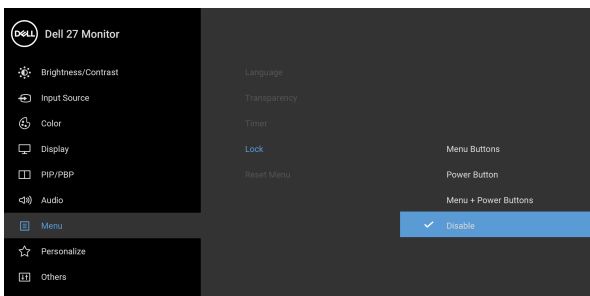 DELL Dell 27 Monitor
Brightness/Contrast
Input Source
Color
Display
PIP/PBP
Audio
Menu
Personalize
Others
Language
Transparency
Timer
Lock
Reset Menu
Menu Buttons
Power Button
Menu + Power Buttons
Disable